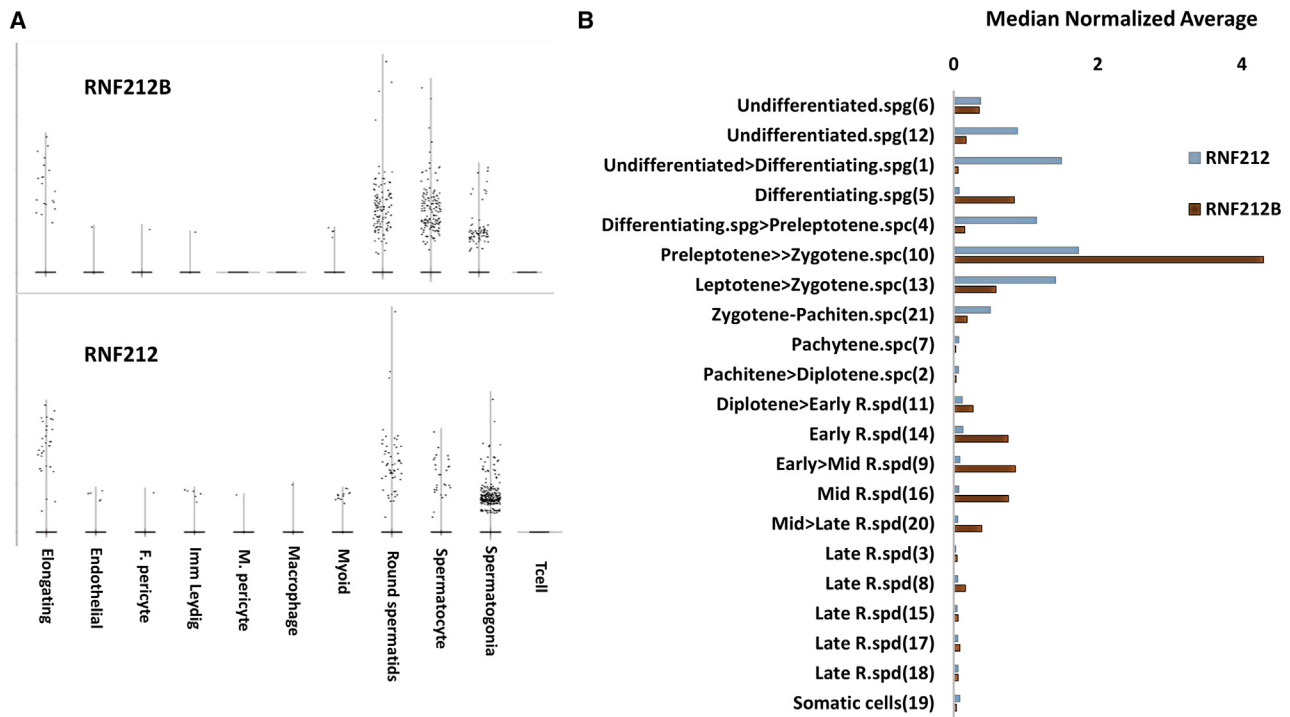 A
RNF212B
RNF212
Elongating
Endothelial
F. pericyte
Imm Leydig
M. pericyte
Macrophage
Myoid
Round spermatids
Spermatocyte
Spermatogonia
Tcell
B
Median Normalized Average
0 2 4
Undifferentiated.spg(6)
Undifferentiated.spg(12)
Undifferentiated>Differentiating.spg(1)
Differentiating.spg(5)
Differentiating.spg>Preleptotene.spc(4)
Preleptotene>>Zygotene.spc(10)
Leptotene>Zygotene.spc(13)
Zygotene-Pachiten.spc(21)
Pachytene.spc(7)
Pachitene>Diplotene.spc(2)
Diplotene>Early R.spd(11)
Early R.spd(14)
Early>Mid R.spd(9)
Mid R.spd(16)
Mid>Late R.spd(20)
Late R.spd(3)
Late R.spd(8)
Late R.spd(15)
Late R.spd(17)
Late R.spd(18)
Somatic cells(19)
RNF212
RNF212B